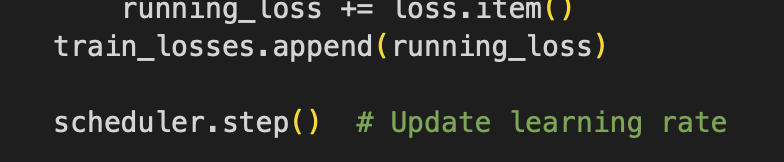 running_loss += loss.item()
train_losses.append(running_loss)
scheduler.step()  # Update learning rate